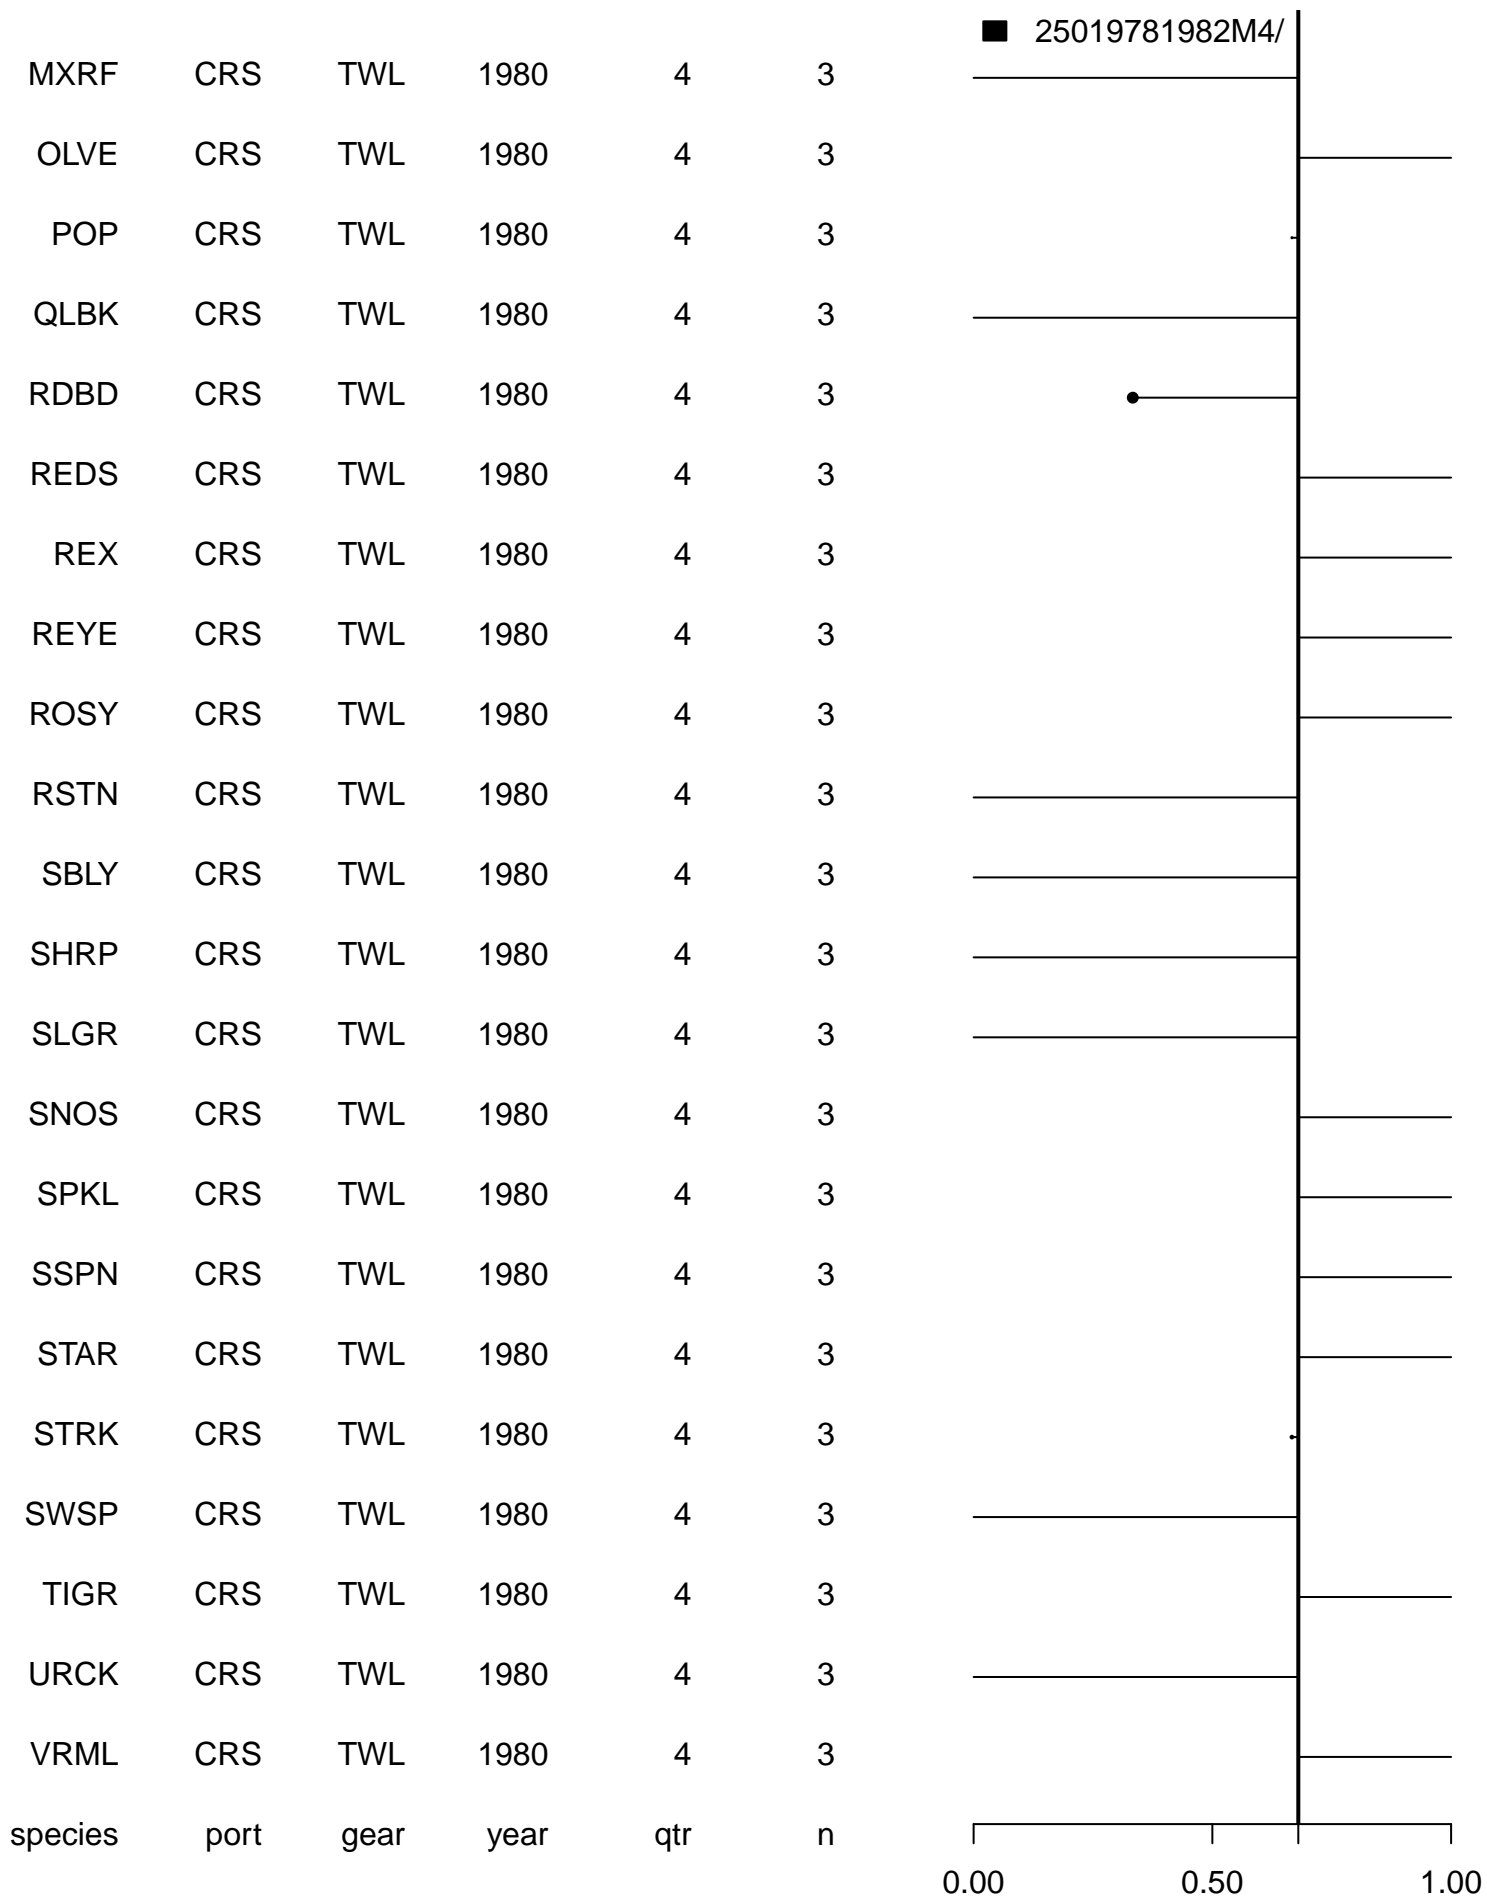 25019781982M4/
MXRF CRS TWL 1980 4 3
OLVE CRS TWL 1980 4 3
POP CRS TWL 1980 4 3
QLBK CRS TWL 1980 4 3
RDBD CRS TWL 1980 4 3
REDS CRS TWL 1980 4 3
REX CRS TWL 1980 4 3
REYE CRS TWL 1980 4 3
ROSY CRS TWL 1980 4 3
RSTN CRS TWL 1980 4 3
SBLY CRS TWL 1980 4 3
SHRP CRS TWL 1980 4 3
SLGR CRS TWL 1980 4 3
SNOS CRS TWL 1980 4 3
SPKL CRS TWL 1980 4 3
SSPN CRS TWL 1980 4 3
STAR CRS TWL 1980 4 3
STRK CRS TWL 1980 4 3
SWSP CRS TWL 1980 4 3
TIGR CRS TWL 1980 4 3
URCK CRS TWL 1980 4 3
VRML CRS TWL 1980 4 3
species port gear year qtr n
0.00 0.50 1.00